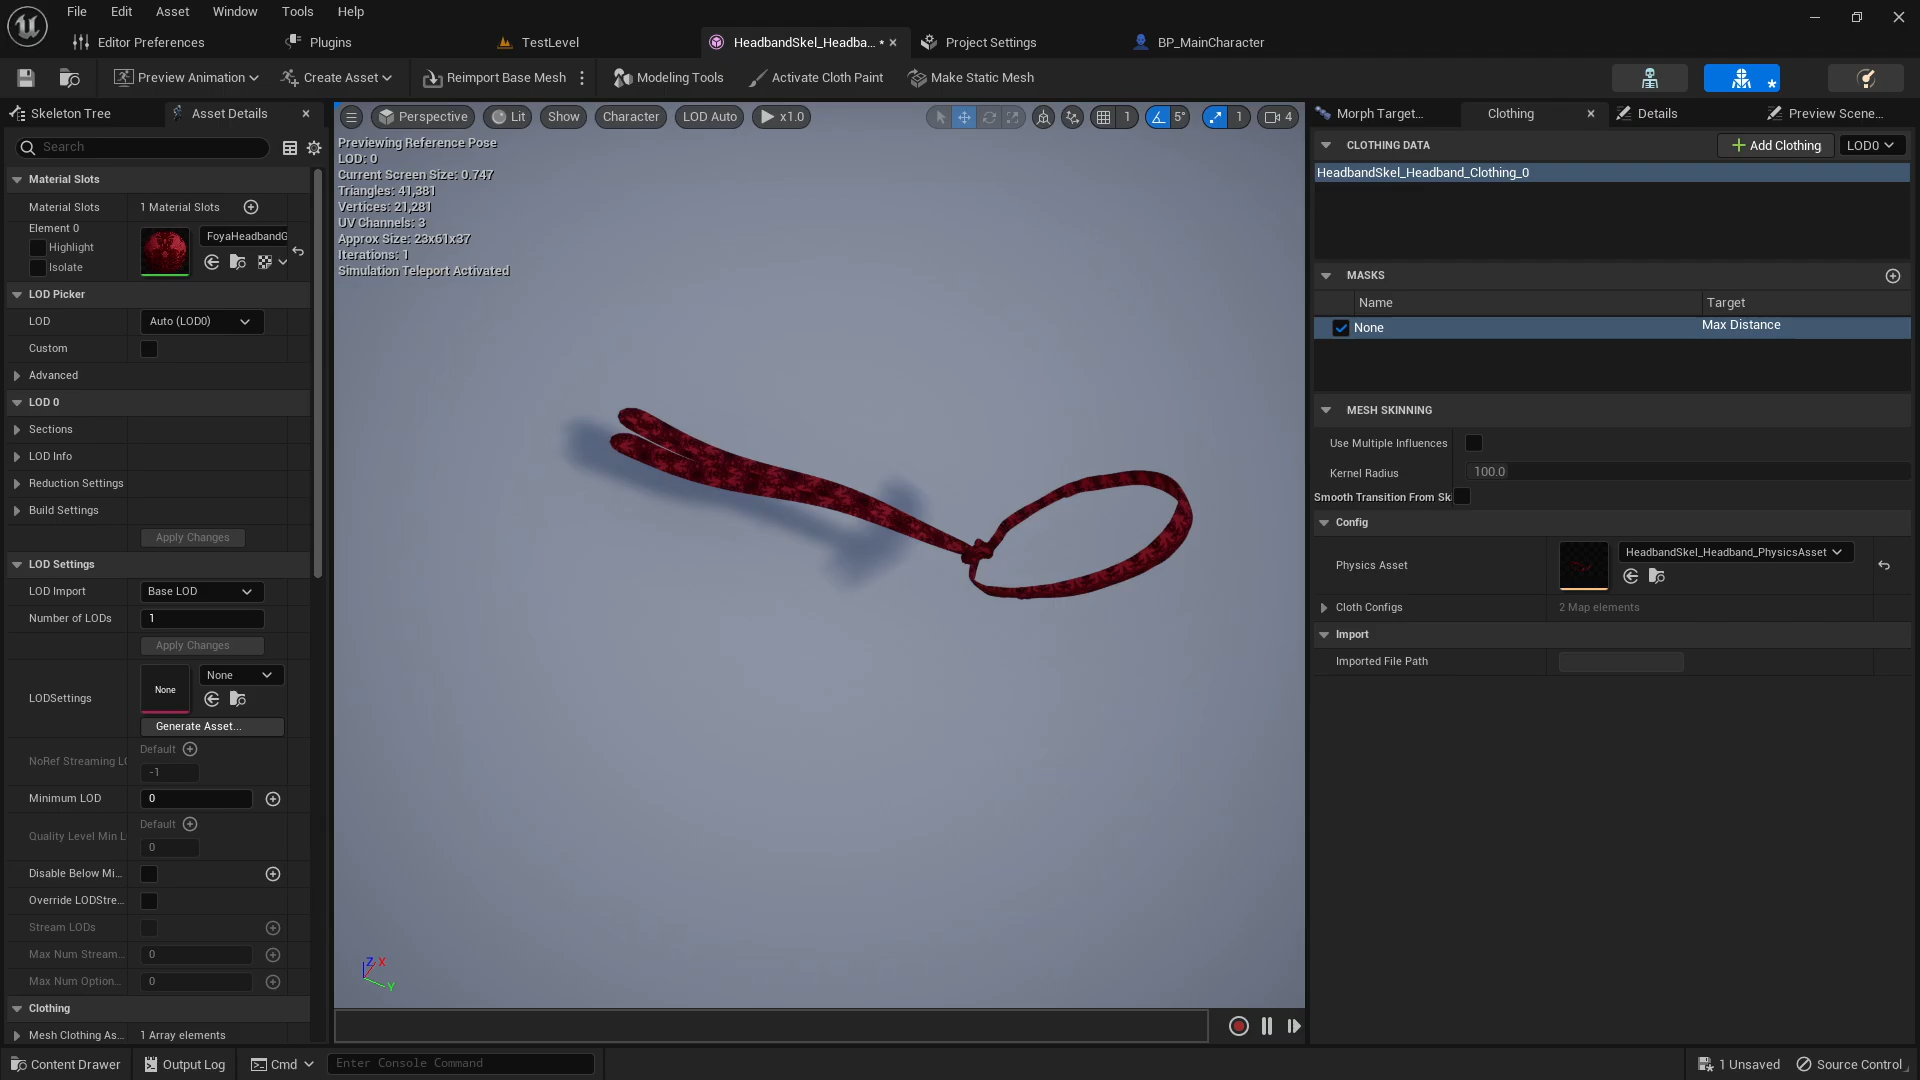 File Edit Asset Window Tools Help
Editor Preferences Plugins TestLevel HeadbandSkel_Headba... • Project Settings BP_MainCharacter
Preview Animation Create Asset Reimport Base Mesh Modeling Tools Activate Cloth Paint Make Static Mesh
Skeleton Tree Asset Details
Search
Material Slots
Material Slots 1 Material Slots
Element 0
Highlight
Isolate
FoyaHeadbandG
LOD Picker
LOD Auto (LOD0)
Custom
Advanced
LOD 0
Sections
LOD Info
Reduction Settings
Build Settings
Apply Changes
LOD Settings
LOD Import Base LOD
Number of LODs 1
Apply Changes
LODSettings None None
Generate Asset...
Default
NoRef Streaming LO -1
Minimum LOD 0
Default
Quality Level Min L 0
Disable Below Mi...
Override LODStre...
Stream LODs
Max Num Stream... 0
Max Num Option... 0
Clothing
Mesh Clothing As... 1 Array elements
Perspective Lit Show Character LOD Auto x1.0 1 5° 1 4
Previewing Reference Pose
LOD: 0
Current Screen Size: 0.747
Triangles: 41,381
Vertices: 21,281
UV Channels: 3
Approx Size: 23x61x37
Iterations: 1
Simulation Teleport Activated
Z X
Y
Morph Target... Clothing Details Preview Scene...
CLOTHING DATA Add Clothing LOD0
HeadbandSkel_Headband_Clothing_0
MASKS
Name Target
None Max Distance
MESH SKINNING
Use Multiple Influences
Kernel Radius 100.0
Smooth Transition From Sk
Config
Physics Asset HeadbandSkel_Headband_PhysicsAsset
Cloth Configs 2 Map elements
Import
Imported File Path
Content Drawer Output Log Cmd Enter Console Command 1 Unsaved Source Control